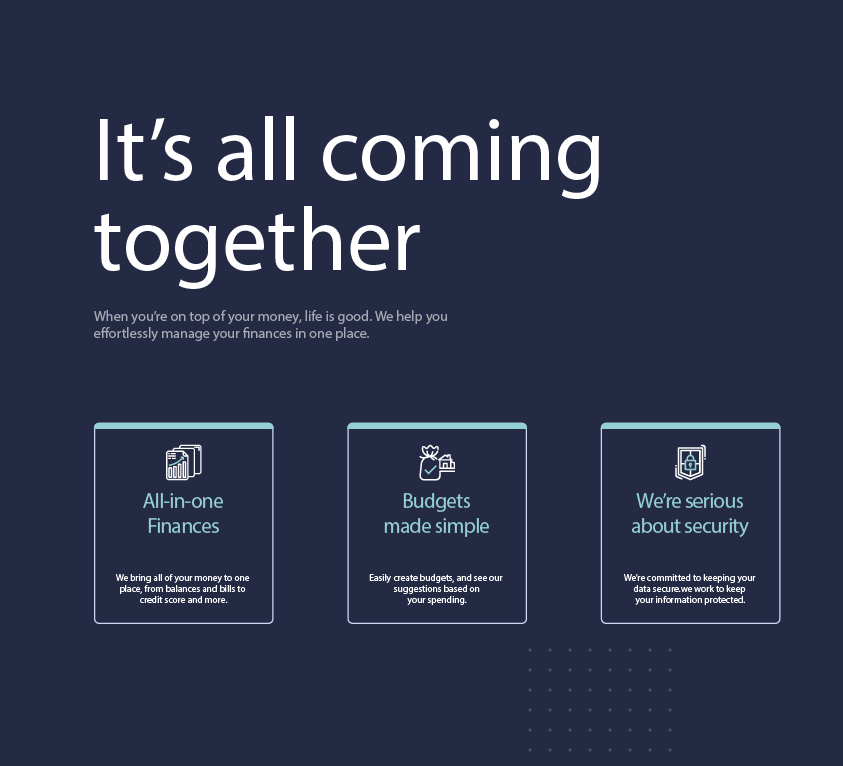 It’s all coming
together
When you’re on top of your money, life is good. We help you
effortlessly manage your finances in one place.
All-in-one
Finances
We bring all of your money to one
place, from balances and bills to
credit score and more.
Budgets
made simple
Easily create budgets, and see our
suggestions based on
your spending.
We’re serious
about security
We’re committed to keeping your
data secure.we work to keep
your information protected.